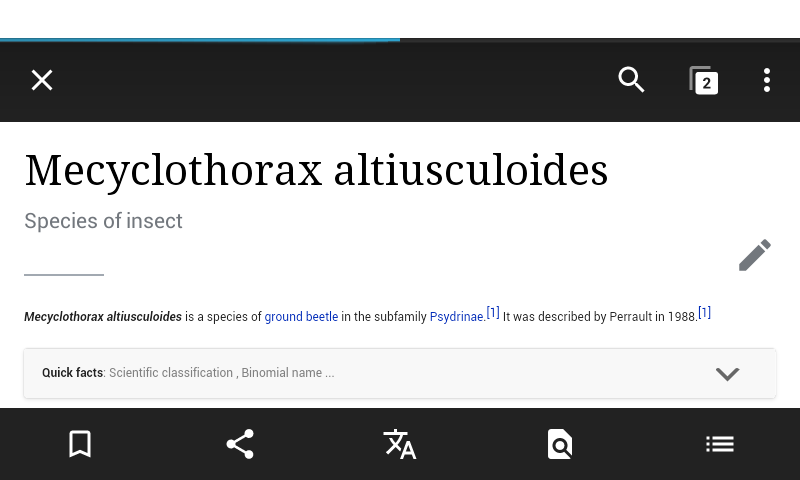 2
Mecyclothorax altiusculoides
Species of insect
Mecyclothorax altiusculoides is a species of ground beetle in the subfamily Psydrinae.[1] It was described by Perrault in 1988.[1]
Quick facts: Scientific classification , Binomial name ...